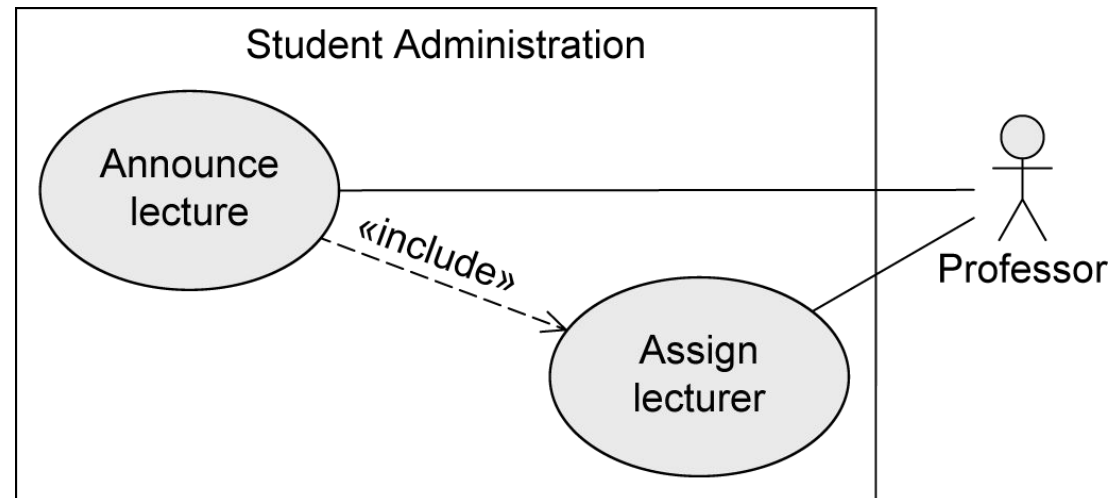 Student Administration
Announce
lecture
«include»
Professor
Assign
lecturer